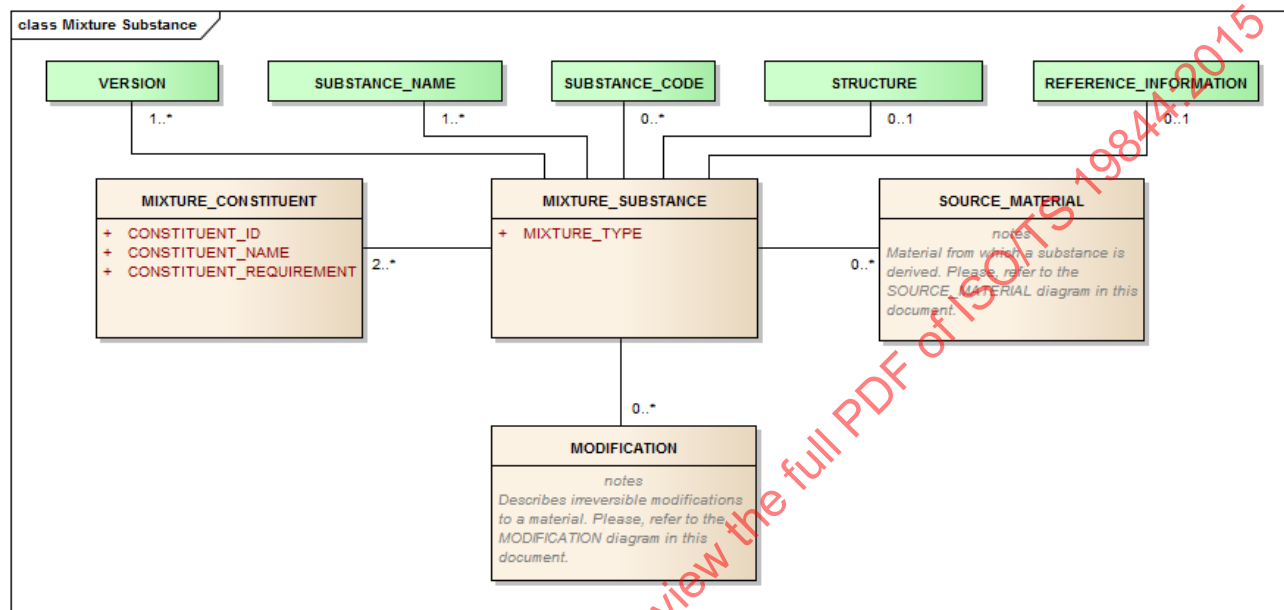 class Mixture Substance
VERSION
SUBSTANCE_NAME
SUBSTANCE_CODE
STRUCTURE
REFERENCE_INFORMATION
1..*
1..*
0..*
0..1
0..1
MIXTURE_CONSTITUENT
+ CONSTITUENT_ID
+ CONSTITUENT_NAME
+ CONSTITUENT_REQUIREMENT
2..*
MIXTURE_SUBSTANCE
+ MIXTURE_TYPE
0..*
SOURCE_MATERIAL
notes
Material from which a substance is
derived. Please, refer to the
SOURCE_MATERIAL diagram in this
document.
0..*
MODIFICATION
notes
Describes irreversible modifications
to a material. Please, refer to the
MODIFICATION diagram in this
document.
view the full PDF of ISO/TS 19844:2015